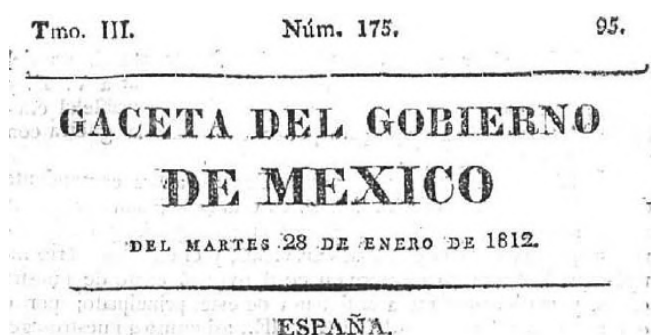 Tmo. III. Núm. 175. 95.
GACETA DEL GOBIERNO
DE MEXICO
DEL MARTES 28 DE ENERO DE 1812.
ESPAÑA.